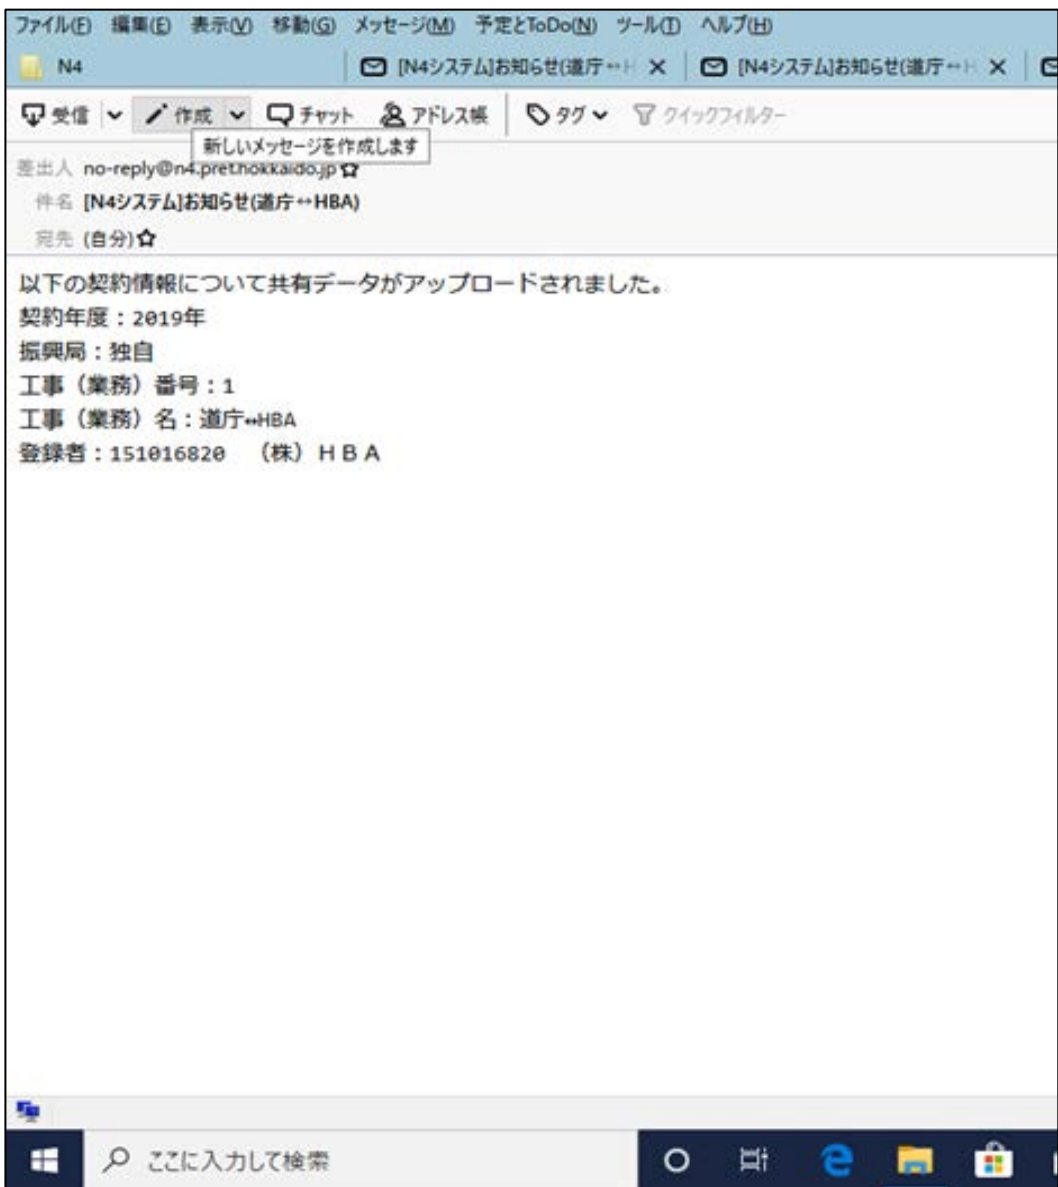 ファイル(F) 編集(E) 表示(V) 移動(G) メッセージ(M) 予定とToDo(N) ツール(T) ヘルプ(H)
N4 [N4システム]お知らせ(道庁↔H [N4システム]お知らせ(道庁↔H
受信 作成 チャット アドレス帳 タグ クイックフィルター
新しいメッセージを作成します
差出人 no-reply@n4.pref.hokkaido.jp
件名 [N4システム]お知らせ(道庁↔HBA)
宛先 (自分)
以下の契約情報について共有データがアップロードされました。
契約年度：2019年
振興局：独自
工事（業務）番号：1
工事（業務）名：道庁↔HBA
登録者：151016820 （株）ＨＢＡ
ここに入力して検索